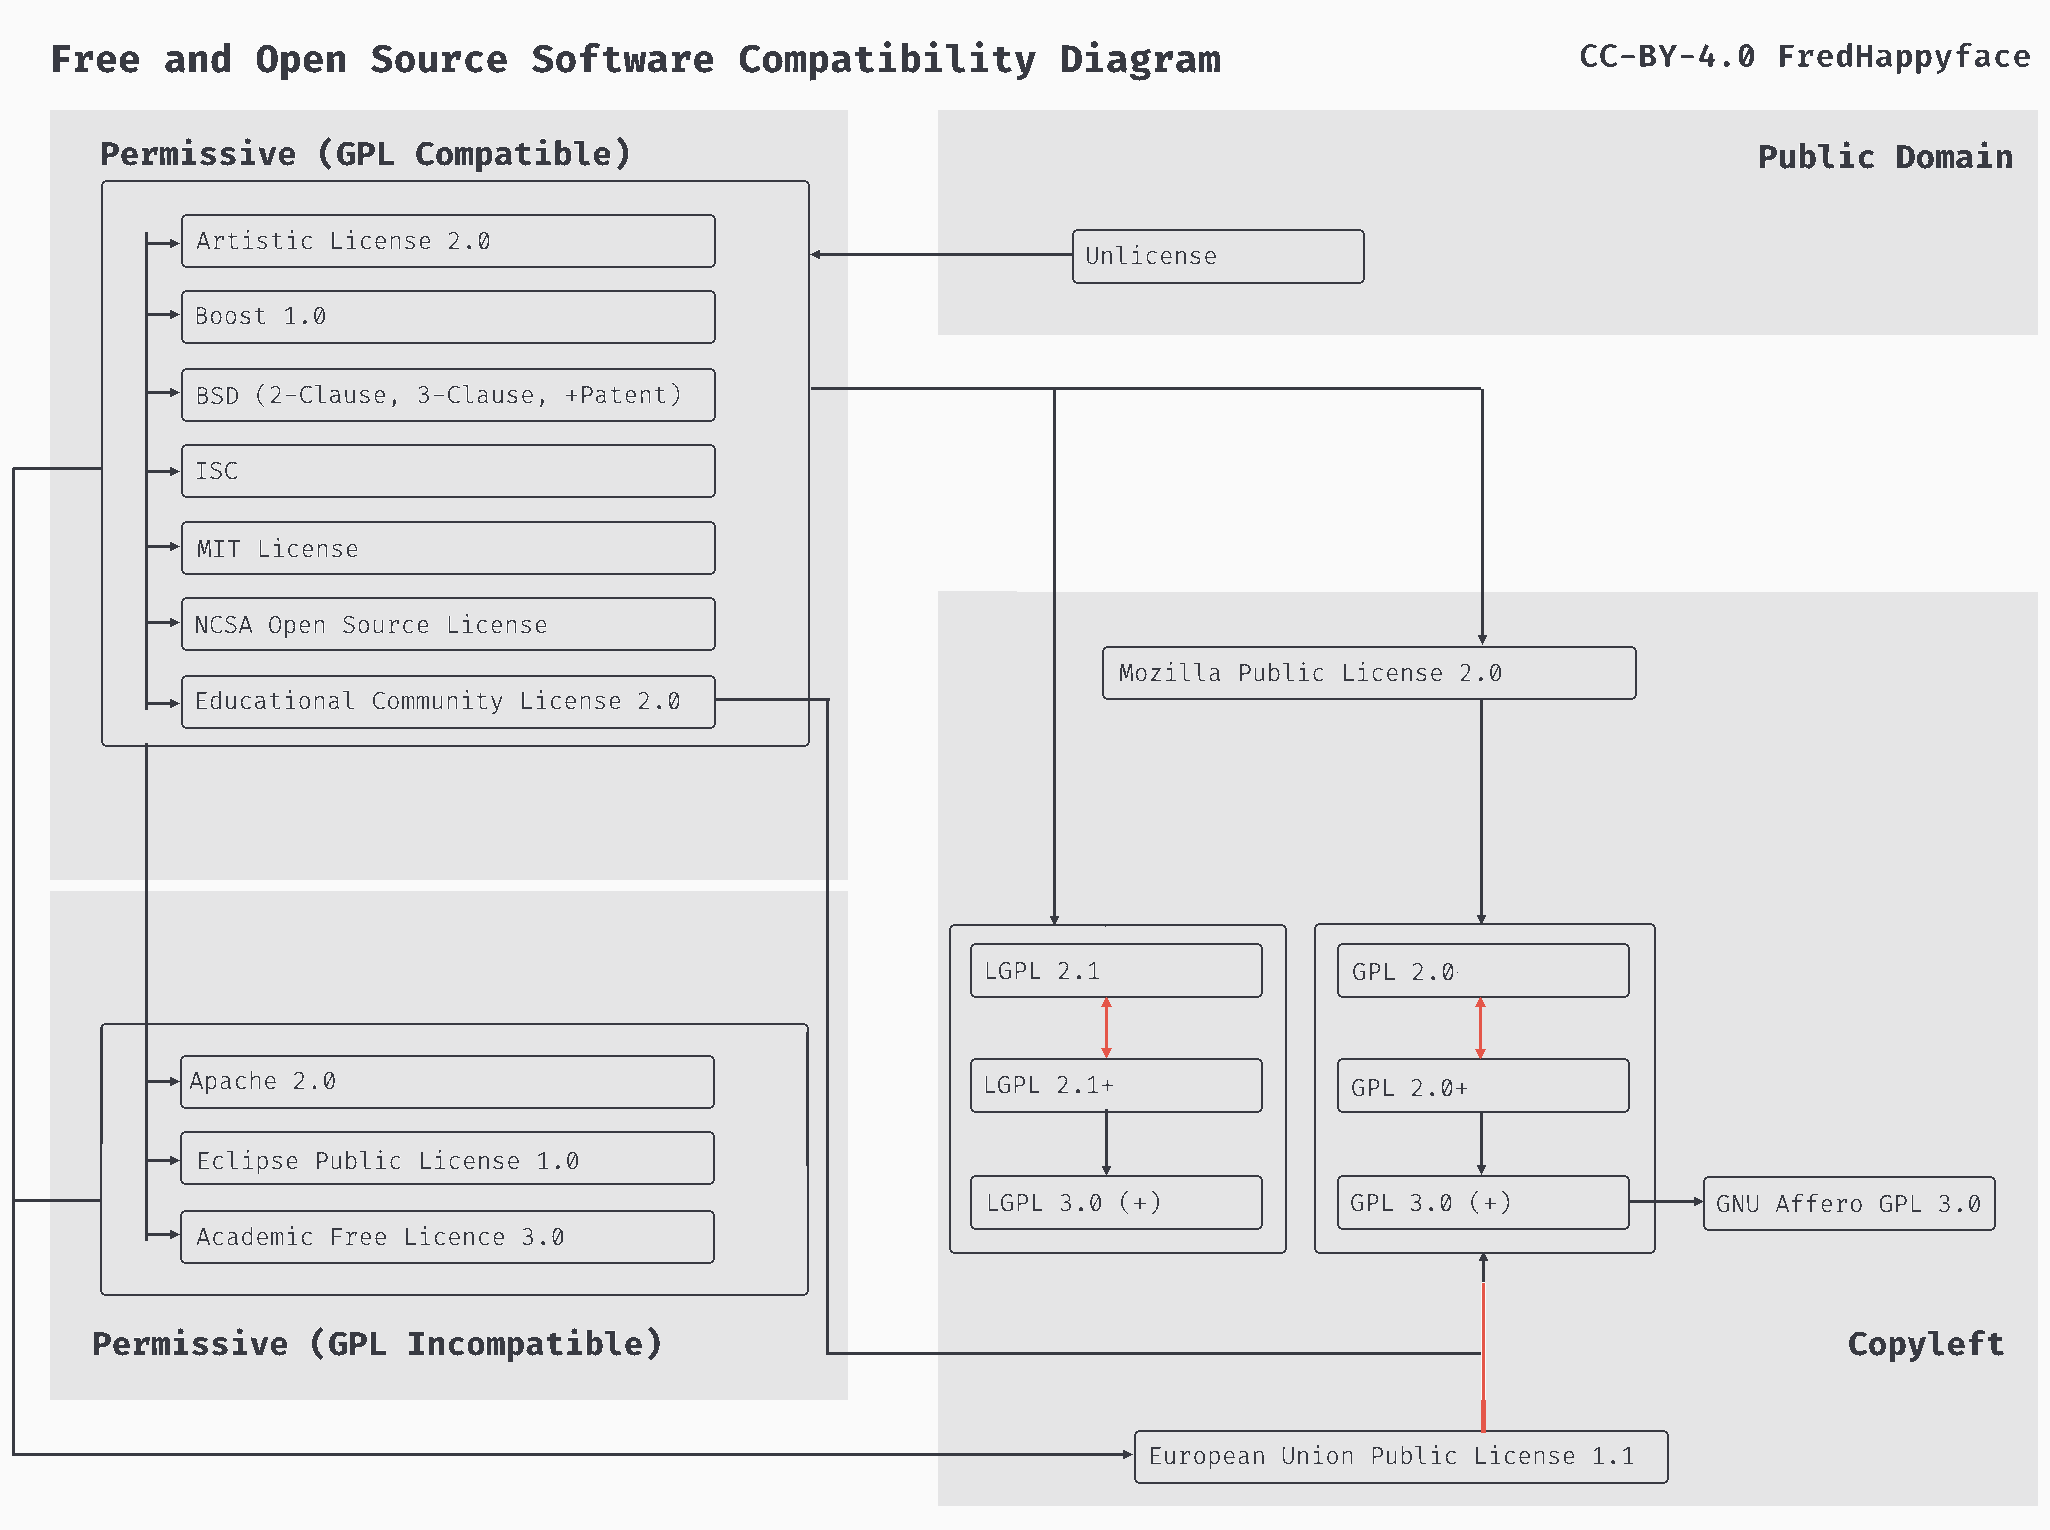 Free and Open Source Software Compatibility Diagram
CC-BY-4.0 FredHappyface
Permissive (GPL Compatible)
Artistic License 2.0
Boost 1.0
BSD (2-Clause, 3-Clause, +Patent)
ISC
MIT License
NCSA Open Source License
Educational Community License 2.0
Public Domain
Unlicense
Apache 2.0
Eclipse Public License 1.0
Academic Free Licence 3.0
Permissive (GPL Incompatible)
Mozilla Public License 2.0
LGPL 2.1
LGPL 2.1+
LGPL 3.0 (+)
GPL 2.0
GPL 2.0+
GPL 3.0 (+)
GNU Affero GPL 3.0
Copyleft
European Union Public License 1.1